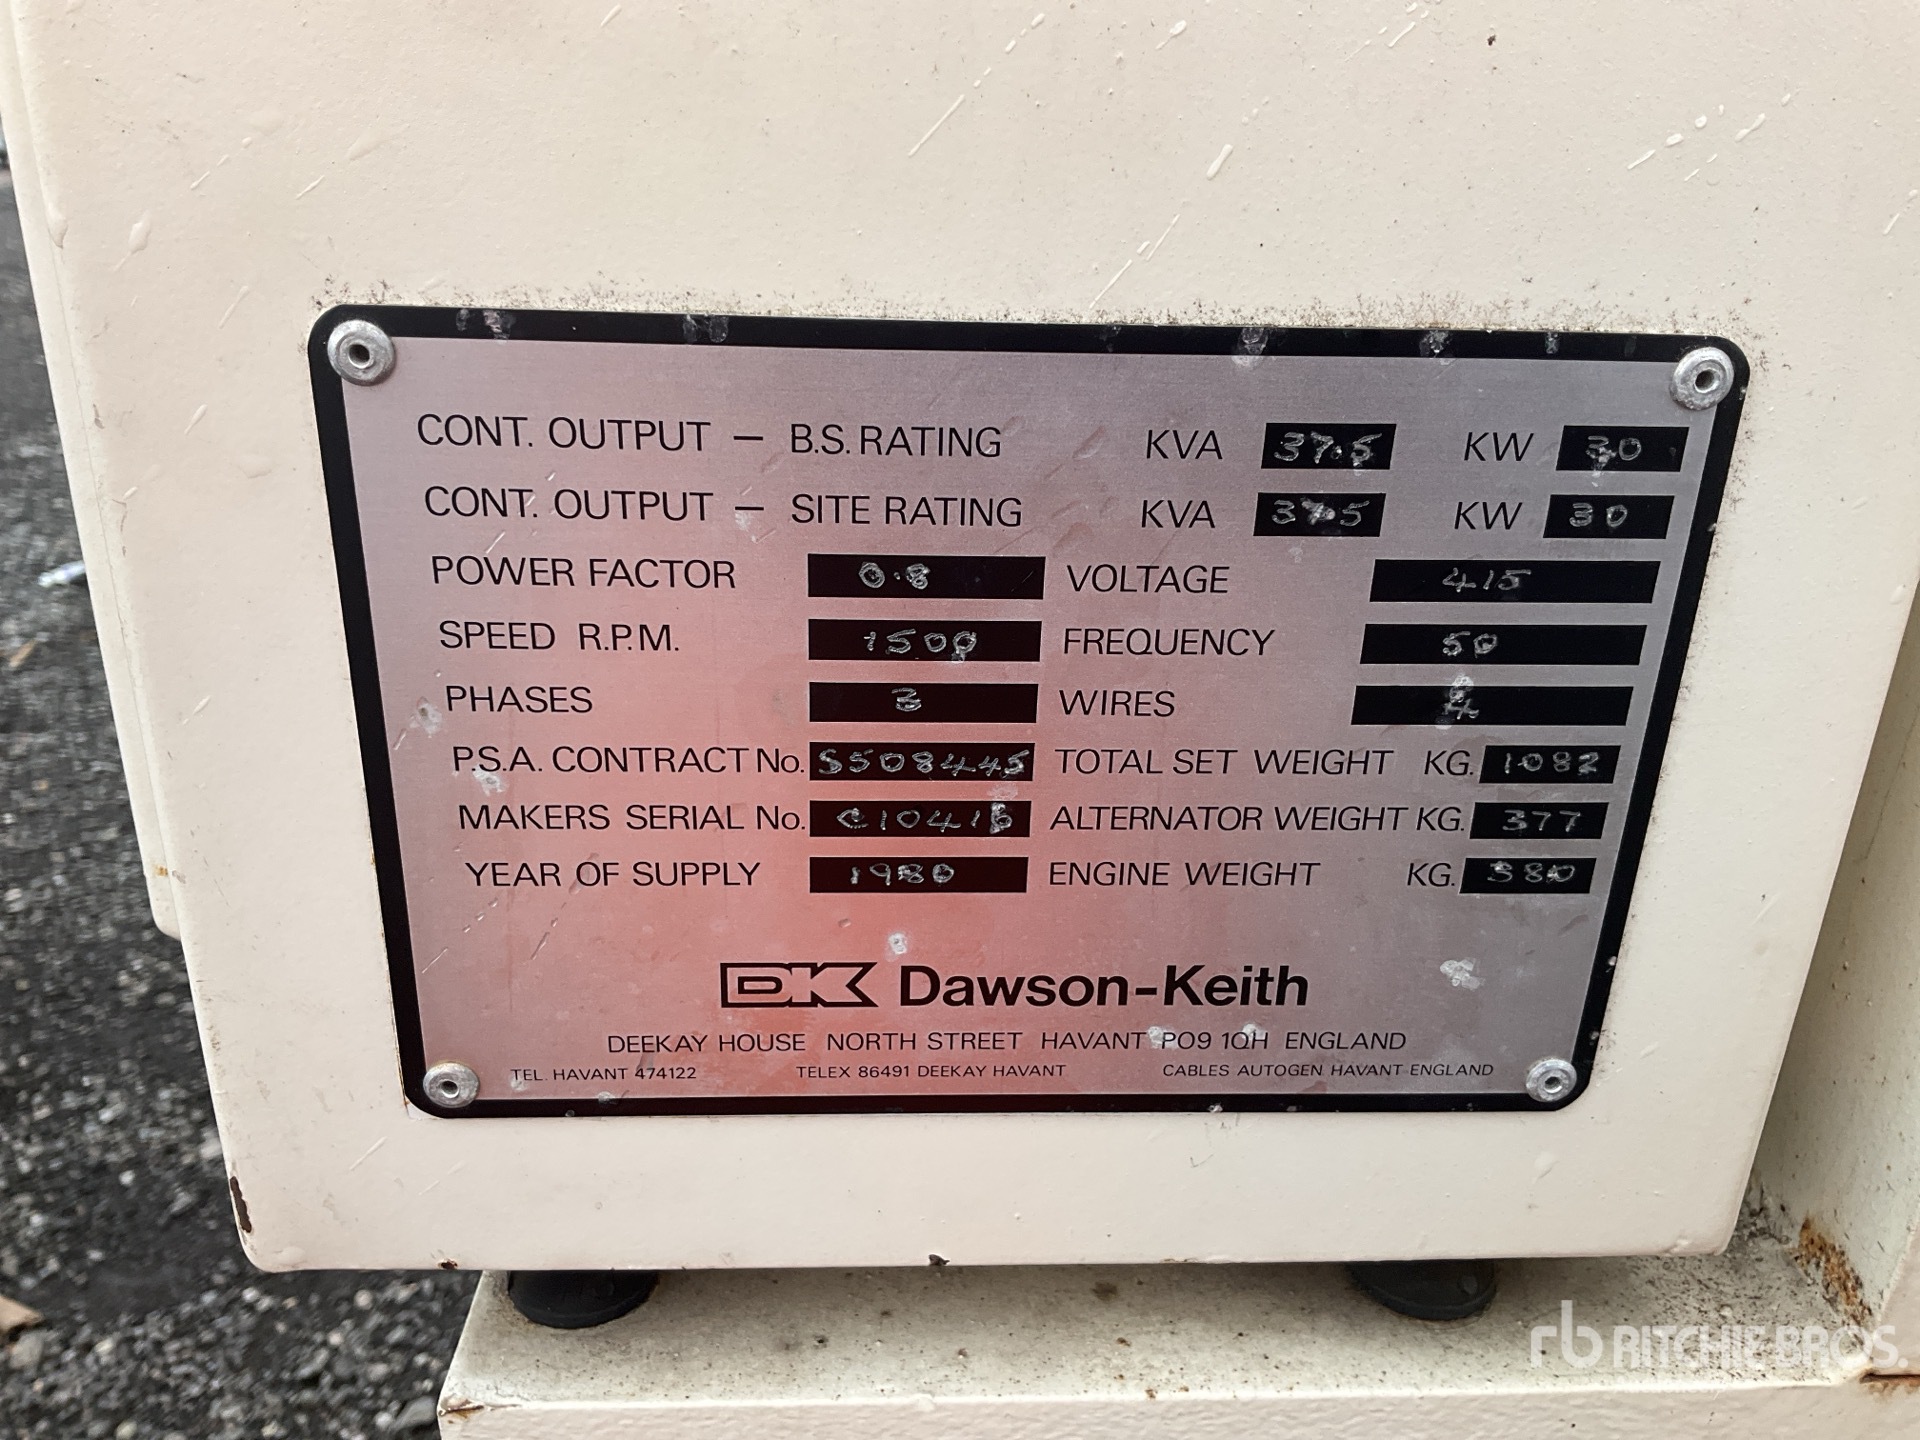 CONT. OUTPUT — B.S. RATING KVA 37.5 KW 30
CONT. OUTPUT — SITE RATING KVA 37.5 KW 30
POWER FACTOR 0.8 VOLTAGE 415
SPEED R.P.M. 1500 FREQUENCY 50
PHASES 3 WIRES 4
P.S.A. CONTRACT No. S508445 TOTAL SET WEIGHT KG. 1082
MAKERS SERIAL No. C10416 ALTERNATOR WEIGHT KG. 377
YEAR OF SUPPLY 1980 ENGINE WEIGHT KG. 380
DK Dawson-Keith
DEEKAY HOUSE NORTH STREET HAVANT PO9 1QH ENGLAND
TEL. HAVANT 474122 TELEX 86491 DEEKAY HAVANT CABLES AUTOGEN HAVANT ENGLAND
rb RITCHIE BROS.